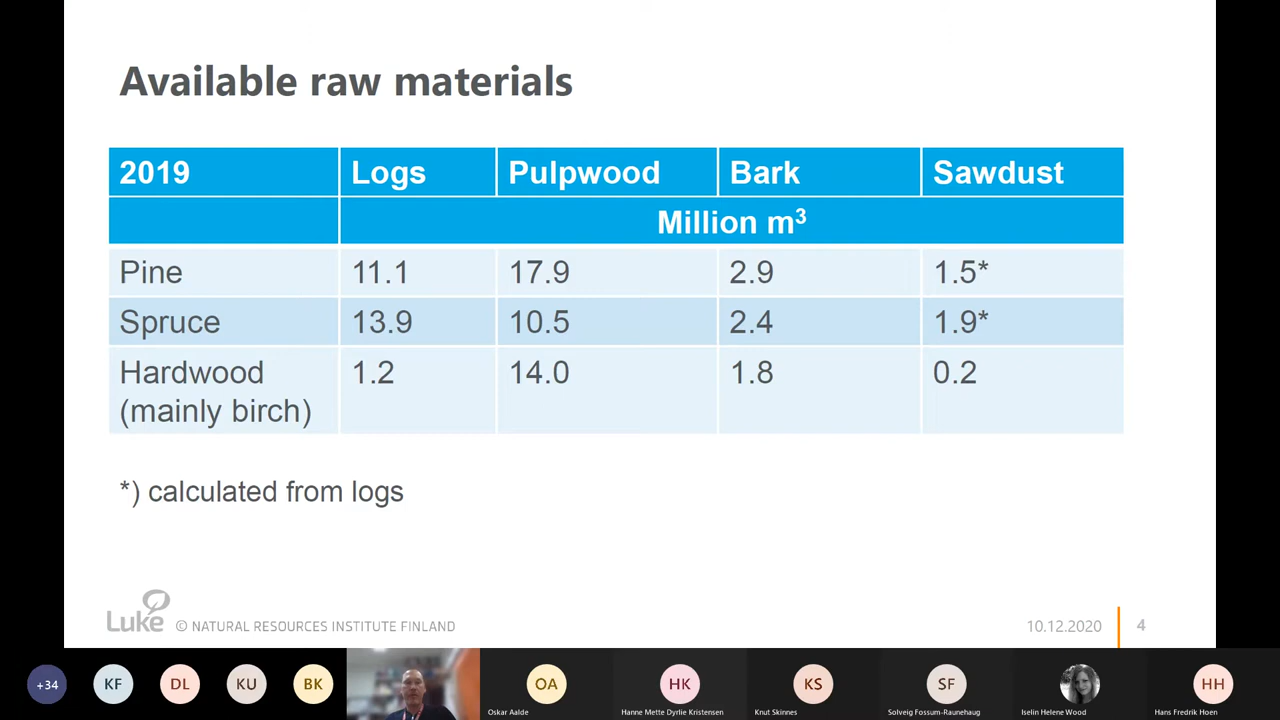 Available raw materials
2019 Logs Pulpwood Bark Sawdust
Million m³
Pine 11.1 17.9 2.9 1.5*
Spruce 13.9 10.5 2.4 1.9*
Hardwood 1.2 14.0 1.8 0.2
(mainly birch)
*) calculated from logs
Luke © NATURAL RESOURCES INSTITUTE FINLAND 10.12.2020 4
+34 KF DL KU BK OA HK KS SF HH
Oskar Aalde Hanne Mette Dyrlie Kristensen Knut Skinnes Solveig Fossum-Raunehaug Iselin Helene Wood Hans Fredrik Hoen